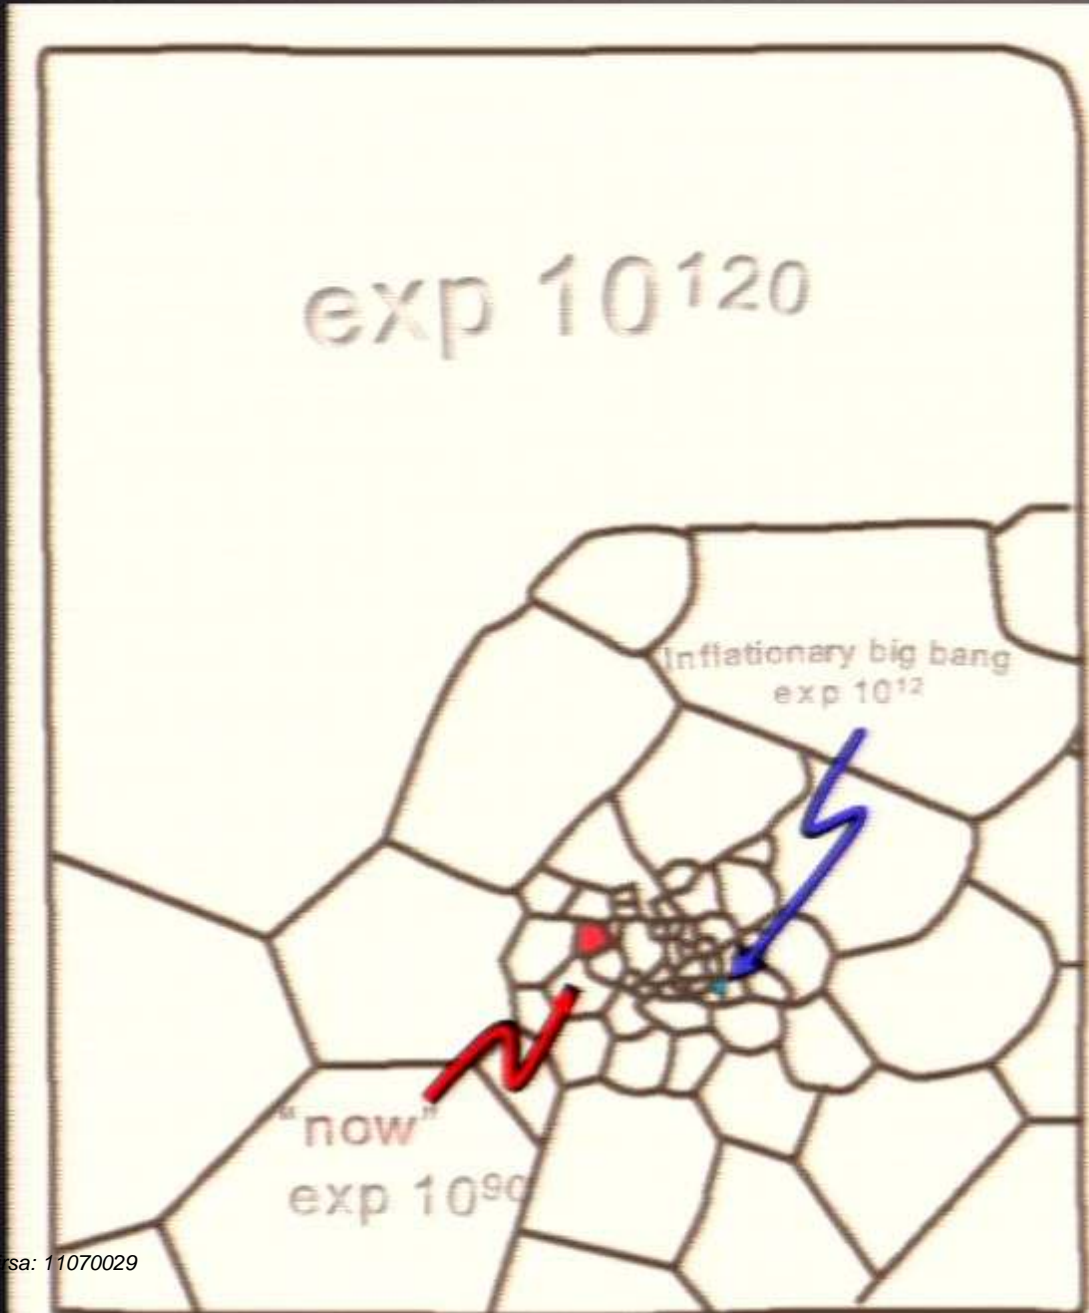 exp 10¹²⁰
Inflationary big bang
exp 10¹²
"now"
exp 10⁹⁰
rsa: 11070029